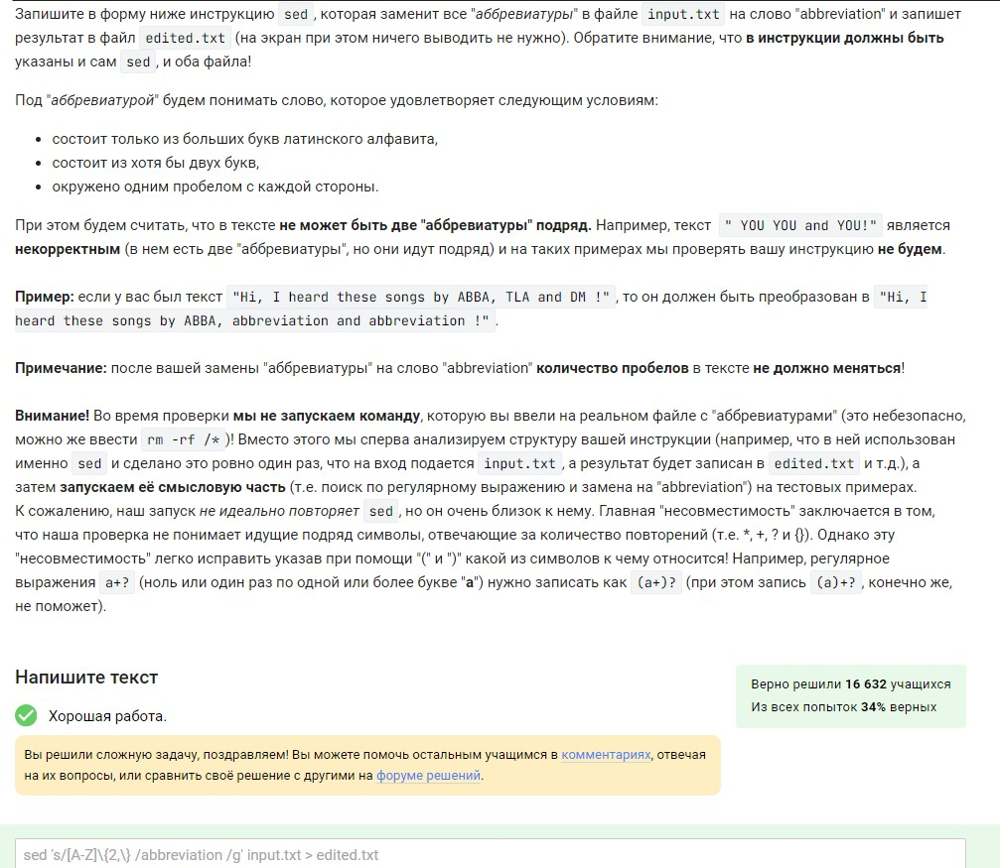 Запишите в форму ниже инструкцию sed, которая заменит все "аббревиатуры" в файле input.txt на слово "abbreviation" и запишет
результат в файл edited.txt (на экран при этом ничего выводить не нужно). Обратите внимание, что в инструкции должны быть
указаны и сам sed, и оба файла!
Под "аббревиатурой" будем понимать слово, которое удовлетворяет следующим условиям:
• состоит только из больших букв латинского алфавита,
• состоит из хотя бы двух букв,
• окружено одним пробелом с каждой стороны.
При этом будем считать, что в тексте не может быть две "аббревиатуры" подряд. Например, текст " YOU YOU and YOU!" является
некорректным (в нем есть две "аббревиатуры", но они идут подряд) и на таких примерах мы проверять вашу инструкцию не будем.
Пример: если у вас был текст "Hi, I heard these songs by ABBA, TLA and DM !", то он должен быть преобразован в "Hi, I
heard these songs by ABBA, abbreviation and abbreviation !".
Примечание: после вашей замены "аббревиатуры" на слово "abbreviation" количество пробелов в тексте не должно меняться!
Внимание! Во время проверки мы не запускаем команду, которую вы ввели на реальном файле с "аббревиатурами" (это небезопасно,
можно же ввести rm -rf /*)! Вместо этого мы сперва анализируем структуру вашей инструкции (например, что в ней использован
именно sed и сделано это ровно один раз, что на вход подается input.txt, а результат будет записан в edited.txt и т.д.), а
затем запускаем её смысловую часть (т.е. поиск по регулярному выражению и замена на "abbreviation") на тестовых примерах.
К сожалению, наш запуск не идеально повторяет sed, но он очень близок к нему. Главная "несовместимость" заключается в том,
что наша проверка не понимает идущие подряд символы, отвечающие за количество повторений (т.е. *, +, ? и {}). Однако эту
"несовместимость" легко исправить указав при помощи "(" и ")" какой из символов к чему относится! Например, регулярное
выражения a+? (ноль или один раз по одной или более букве "a") нужно записать как (a+)? (при этом запись (a)+?, конечно же,
не поможет).
Напишите текст
Верно решили 16 632 учащихся
Из всех попыток 34% верных
Хорошая работа.
Вы решили сложную задачу, поздравляем! Вы можете помочь остальным учащимся в комментариях, отвечая
на их вопросы, или сравнить своё решение с другими на форуме решений.
sed 's/[A-Z]\{2,\} /abbreviation /g' input.txt > edited.txt